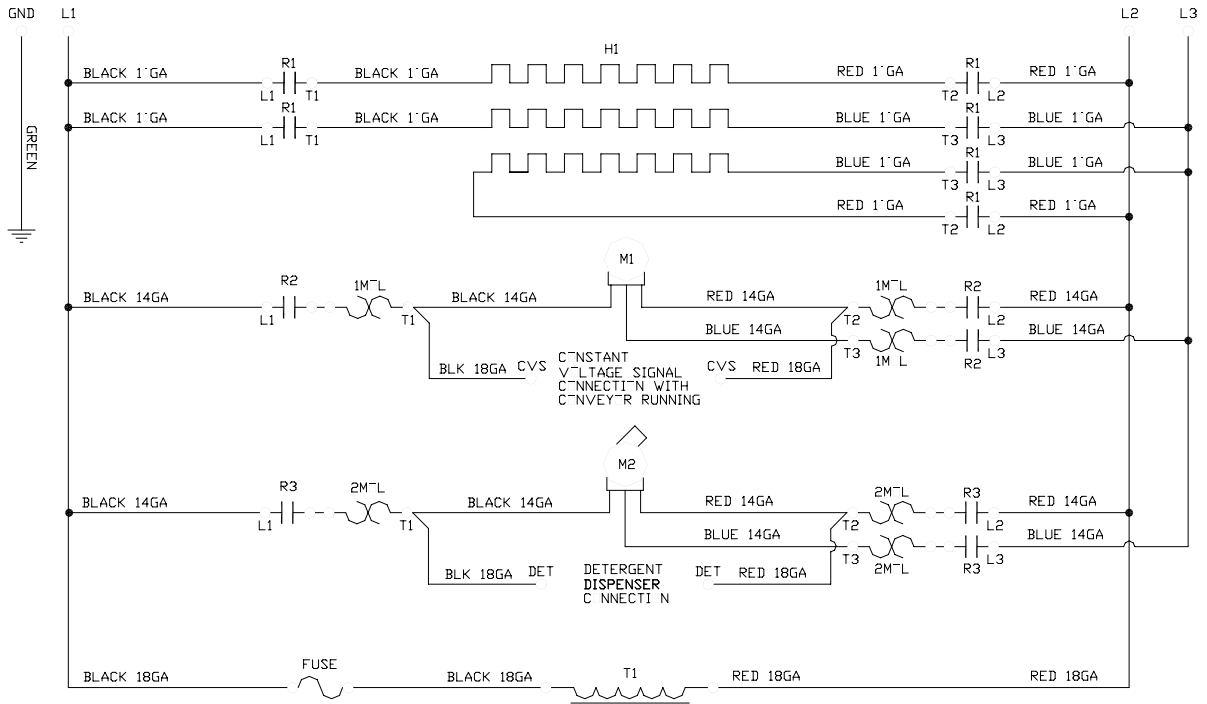 GND L1 L2 L3
H1
R1 R1
BLACK 1¯GA BLACK 1¯GA RED 1¯GA RED 1¯GA
L1 T1 T2 L2
R1 R1
BLACK 1¯GA BLACK 1¯GA BLUE 1¯GA BLUE 1¯GA
L1 T1 T3 L3
GREEN
R1
BLUE 1¯GA BLUE 1¯GA
T3 L3
R1
RED 1¯GA RED 1¯GA
T2 L2
M1
R2 1M¯L 1M¯L R2
BLACK 14GA BLACK 14GA RED 14GA RED 14GA
L1 T1 T2 L2
BLUE 14GA BLUE 14GA
T3 1M L R2 L3
BLK 18GA CVS CVS RED 18GA
C¯NSTANT
V¯LTAGE SIGNAL
C¯NNECTI¯N WITH
C¯NVEY¯R RUNNING
M2
R3 2M¯L 2M¯L R3
BLACK 14GA BLACK 14GA RED 14GA RED 14GA
L1 T1 T2 L2
BLUE 14GA BLUE 14GA
T3 2M¯L R3 L3
BLK 18GA DET DET RED 18GA
DETERGENT
DISPENSER
C NNECTI N
FUSE T1
BLACK 18GA BLACK 18GA RED 18GA RED 18GA